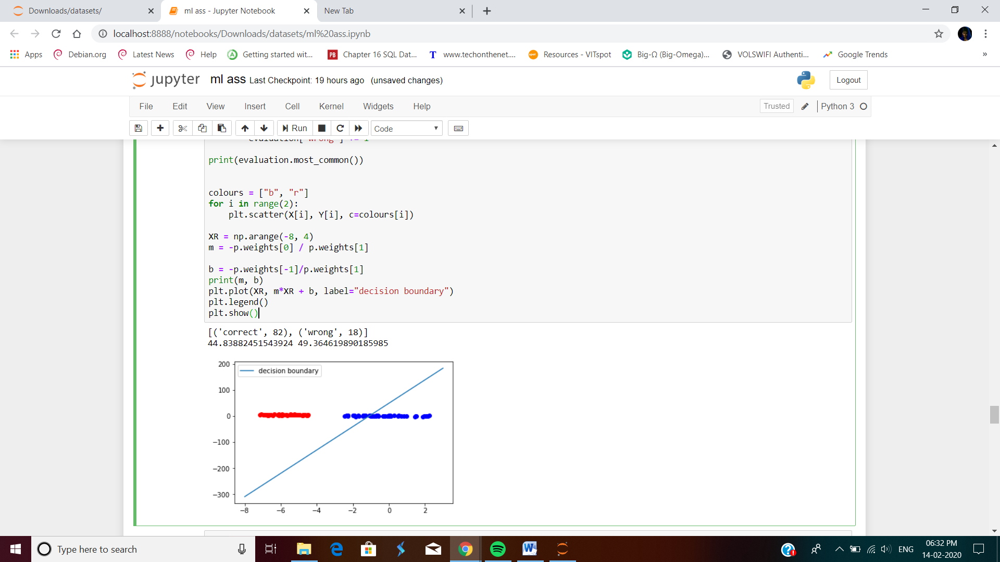 Downloads/datasets/
ml ass - Jupyter Notebook
New Tab
localhost:8888/notebooks/Downloads/datasets/ml%20ass.ipynb
Apps
Debian.org
Latest News
Help
Getting started wit...
PB
Chapter 16 SQL Dat...
T
www.techonthenet....
spot
Resources - VITspot
Big-Ω (Big-Omega)...
VOLSWIFI Authenti...
Google Trends
»
jupyter
ml ass Last Checkpoint: 19 hours ago (unsaved changes)
Logout
File Edit View Insert Cell Kernel Widgets Help
Trusted
Python 3
Run
Code
evaluation["wrong"] += 1
print(evaluation.most_common())
colours = ["b", "r"]
for i in range(2):
    plt.scatter(X[i], Y[i], c=colours[i])
XR = np.arange(-8, 4)
m = -p.weights[0] / p.weights[1]
b = -p.weights[-1]/p.weights[1]
print(m, b)
plt.plot(XR, m*XR + b, label="decision boundary")
plt.legend()
plt.show()
[('correct', 82), ('wrong', 18)]
44.83882451543924 49.364619890185985
decision boundary
200
100
0
−100
−200
−300
−8 −6 −4 −2 0 2
Type here to search
ENG
06:32 PM
14-02-2020